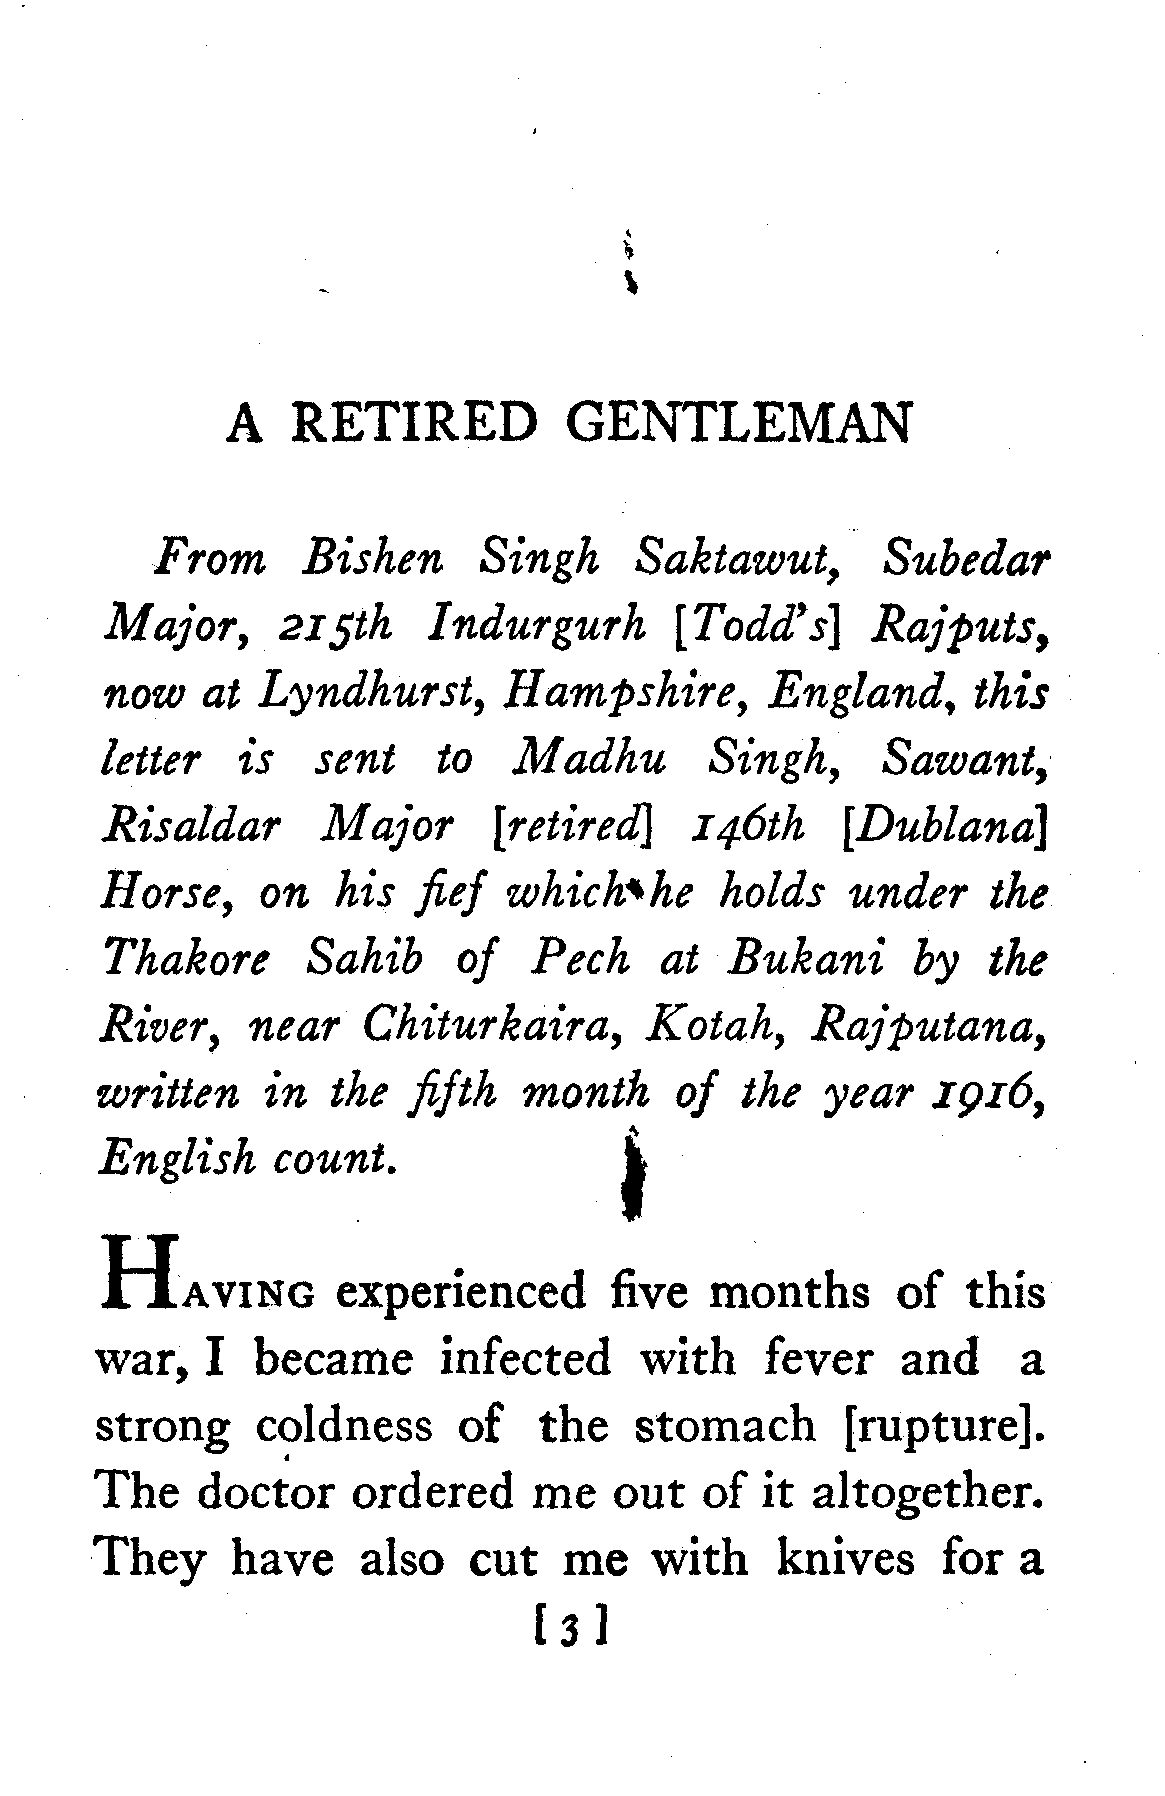 A RETIRED GENTLEMAN
From Bishen Singh Saktawut, Subedar
Major, 215th Indurgurh [Todd's] Rajputs,
now at Lyndhurst, Hampshire, England, this
letter is sent to Madhu Singh, Sawant,
Risaldar Major [retired] 146th [Dublana]
Horse, on his fief which he holds under the
Thakore Sahib of Pech at Bukani by the
River, near Chiturkaira, Kotah, Rajputana,
written in the fifth month of the year 1916,
English count.
HAVING experienced five months of this
war, I became infected with fever and a
strong coldness of the stomach [rupture].
The doctor ordered me out of it altogether.
They have also cut me with knives for a
[3]